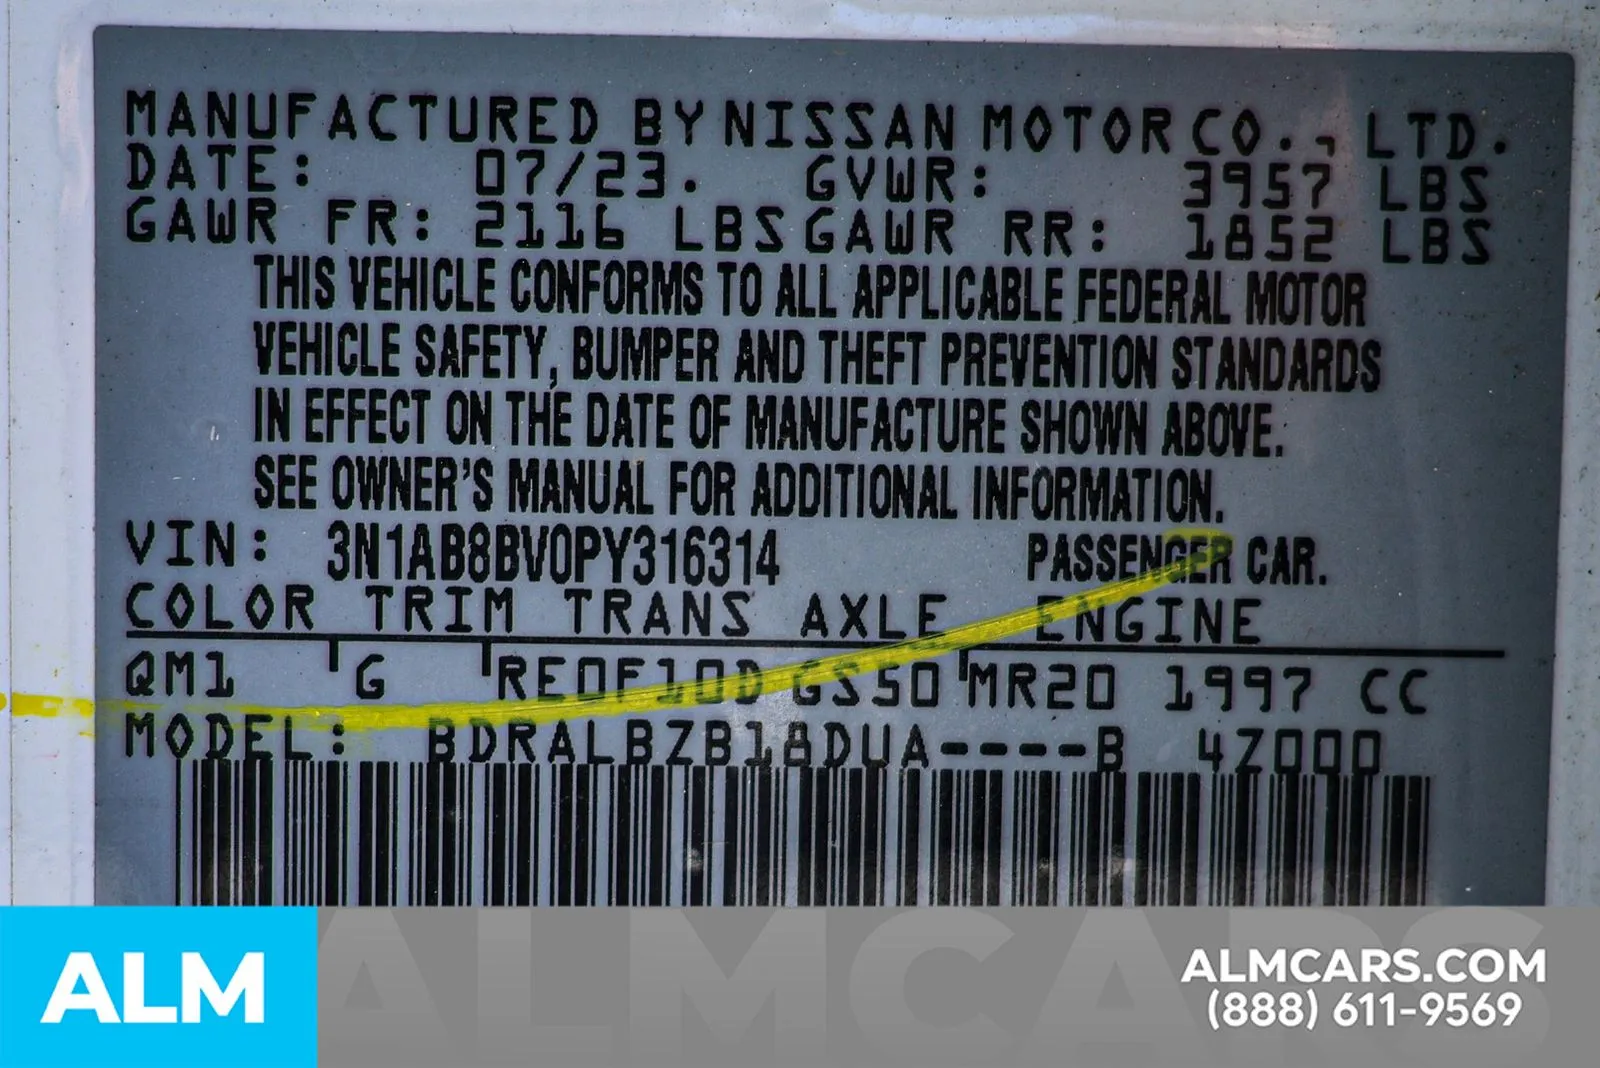 MANUFACTURED BY NISSAN MOTOR CO., LTD.
DATE: 07/23. GVWR: 3957 LBS
GAWR FR: 2116 LBS GAWR RR: 1852 LBS
THIS VEHICLE CONFORMS TO ALL APPLICABLE FEDERAL MOTOR
VEHICLE SAFETY, BUMPER AND THEFT PREVENTION STANDARDS
IN EFFECT ON THE DATE OF MANUFACTURE SHOWN ABOVE.
SEE OWNER'S MANUAL FOR ADDITIONAL INFORMATION.
VIN: 3N1AB8BV0PY316314 PASSENGER CAR.
COLOR TRIM TRANS AXLE ENGINE
QM1 G RE0F10D GS50 MR20 1997 CC
MODEL: BDRALBZB18DUA----B 4Z000
ALMCARS
ALM
ALMCARS.COM
(888) 611-9569